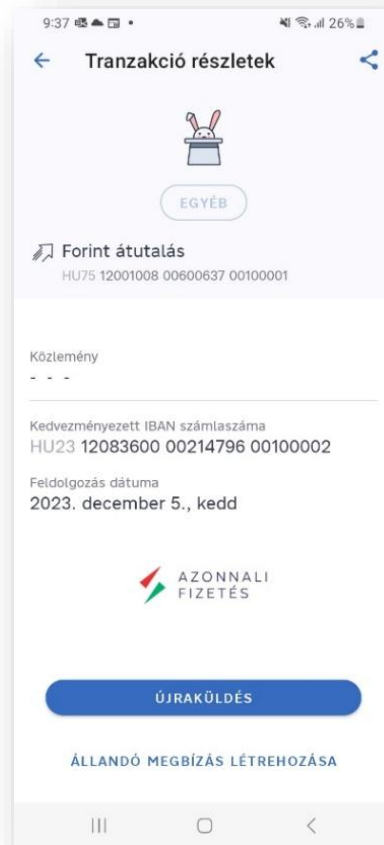 9:37
26%
Tranzakció részletek
EGYÉB
Forint átutalás
HU75 12001008 00600637 00100001
Közlemény
- - -
Kedvezményezett IBAN számlaszáma
HU23 12083600 00214796 00100002
Feldolgozás dátuma
2023. december 5., kedd
AZONNALI
FIZETÉS
ÚJRAKÜLDÉS
ÁLLANDÓ MEGBÍZÁS LÉTREHOZÁSA